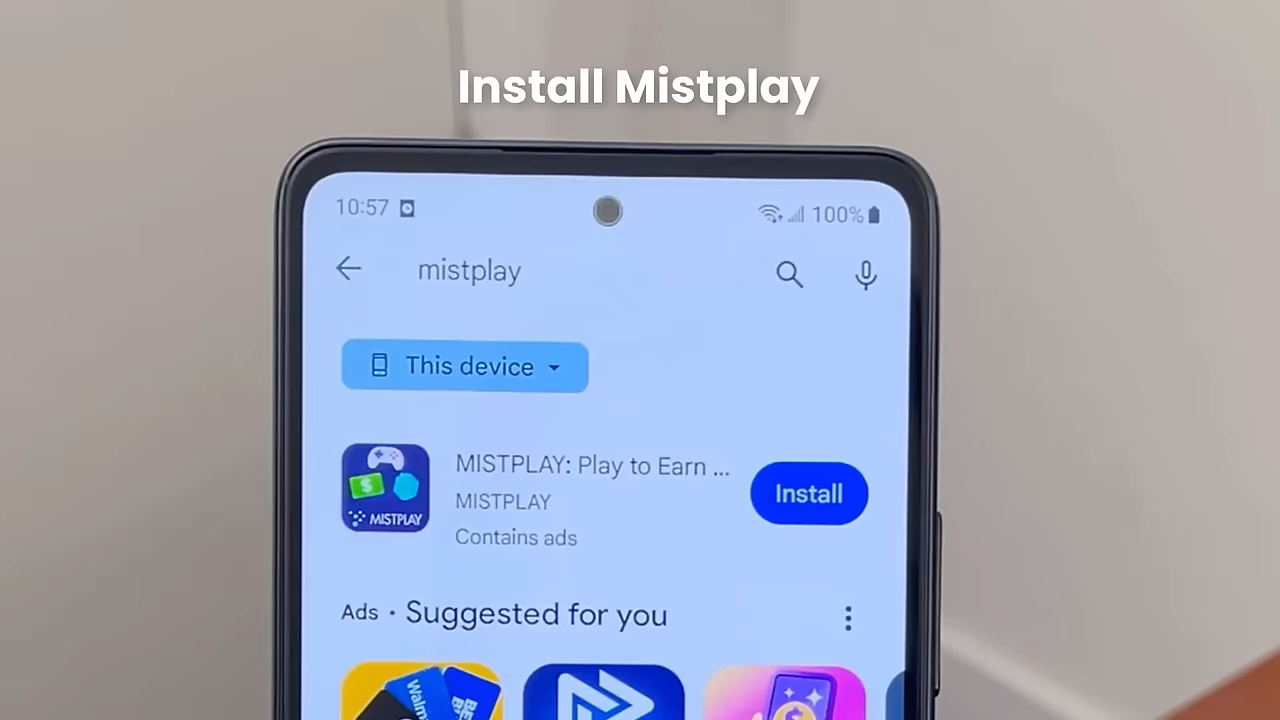 Install Mistplay
10:57
100%
mistplay
This device
MISTPLAY: Play to Earn ...
MISTPLAY
Contains ads
Install
MISTPLAY
Ads · Suggested for you